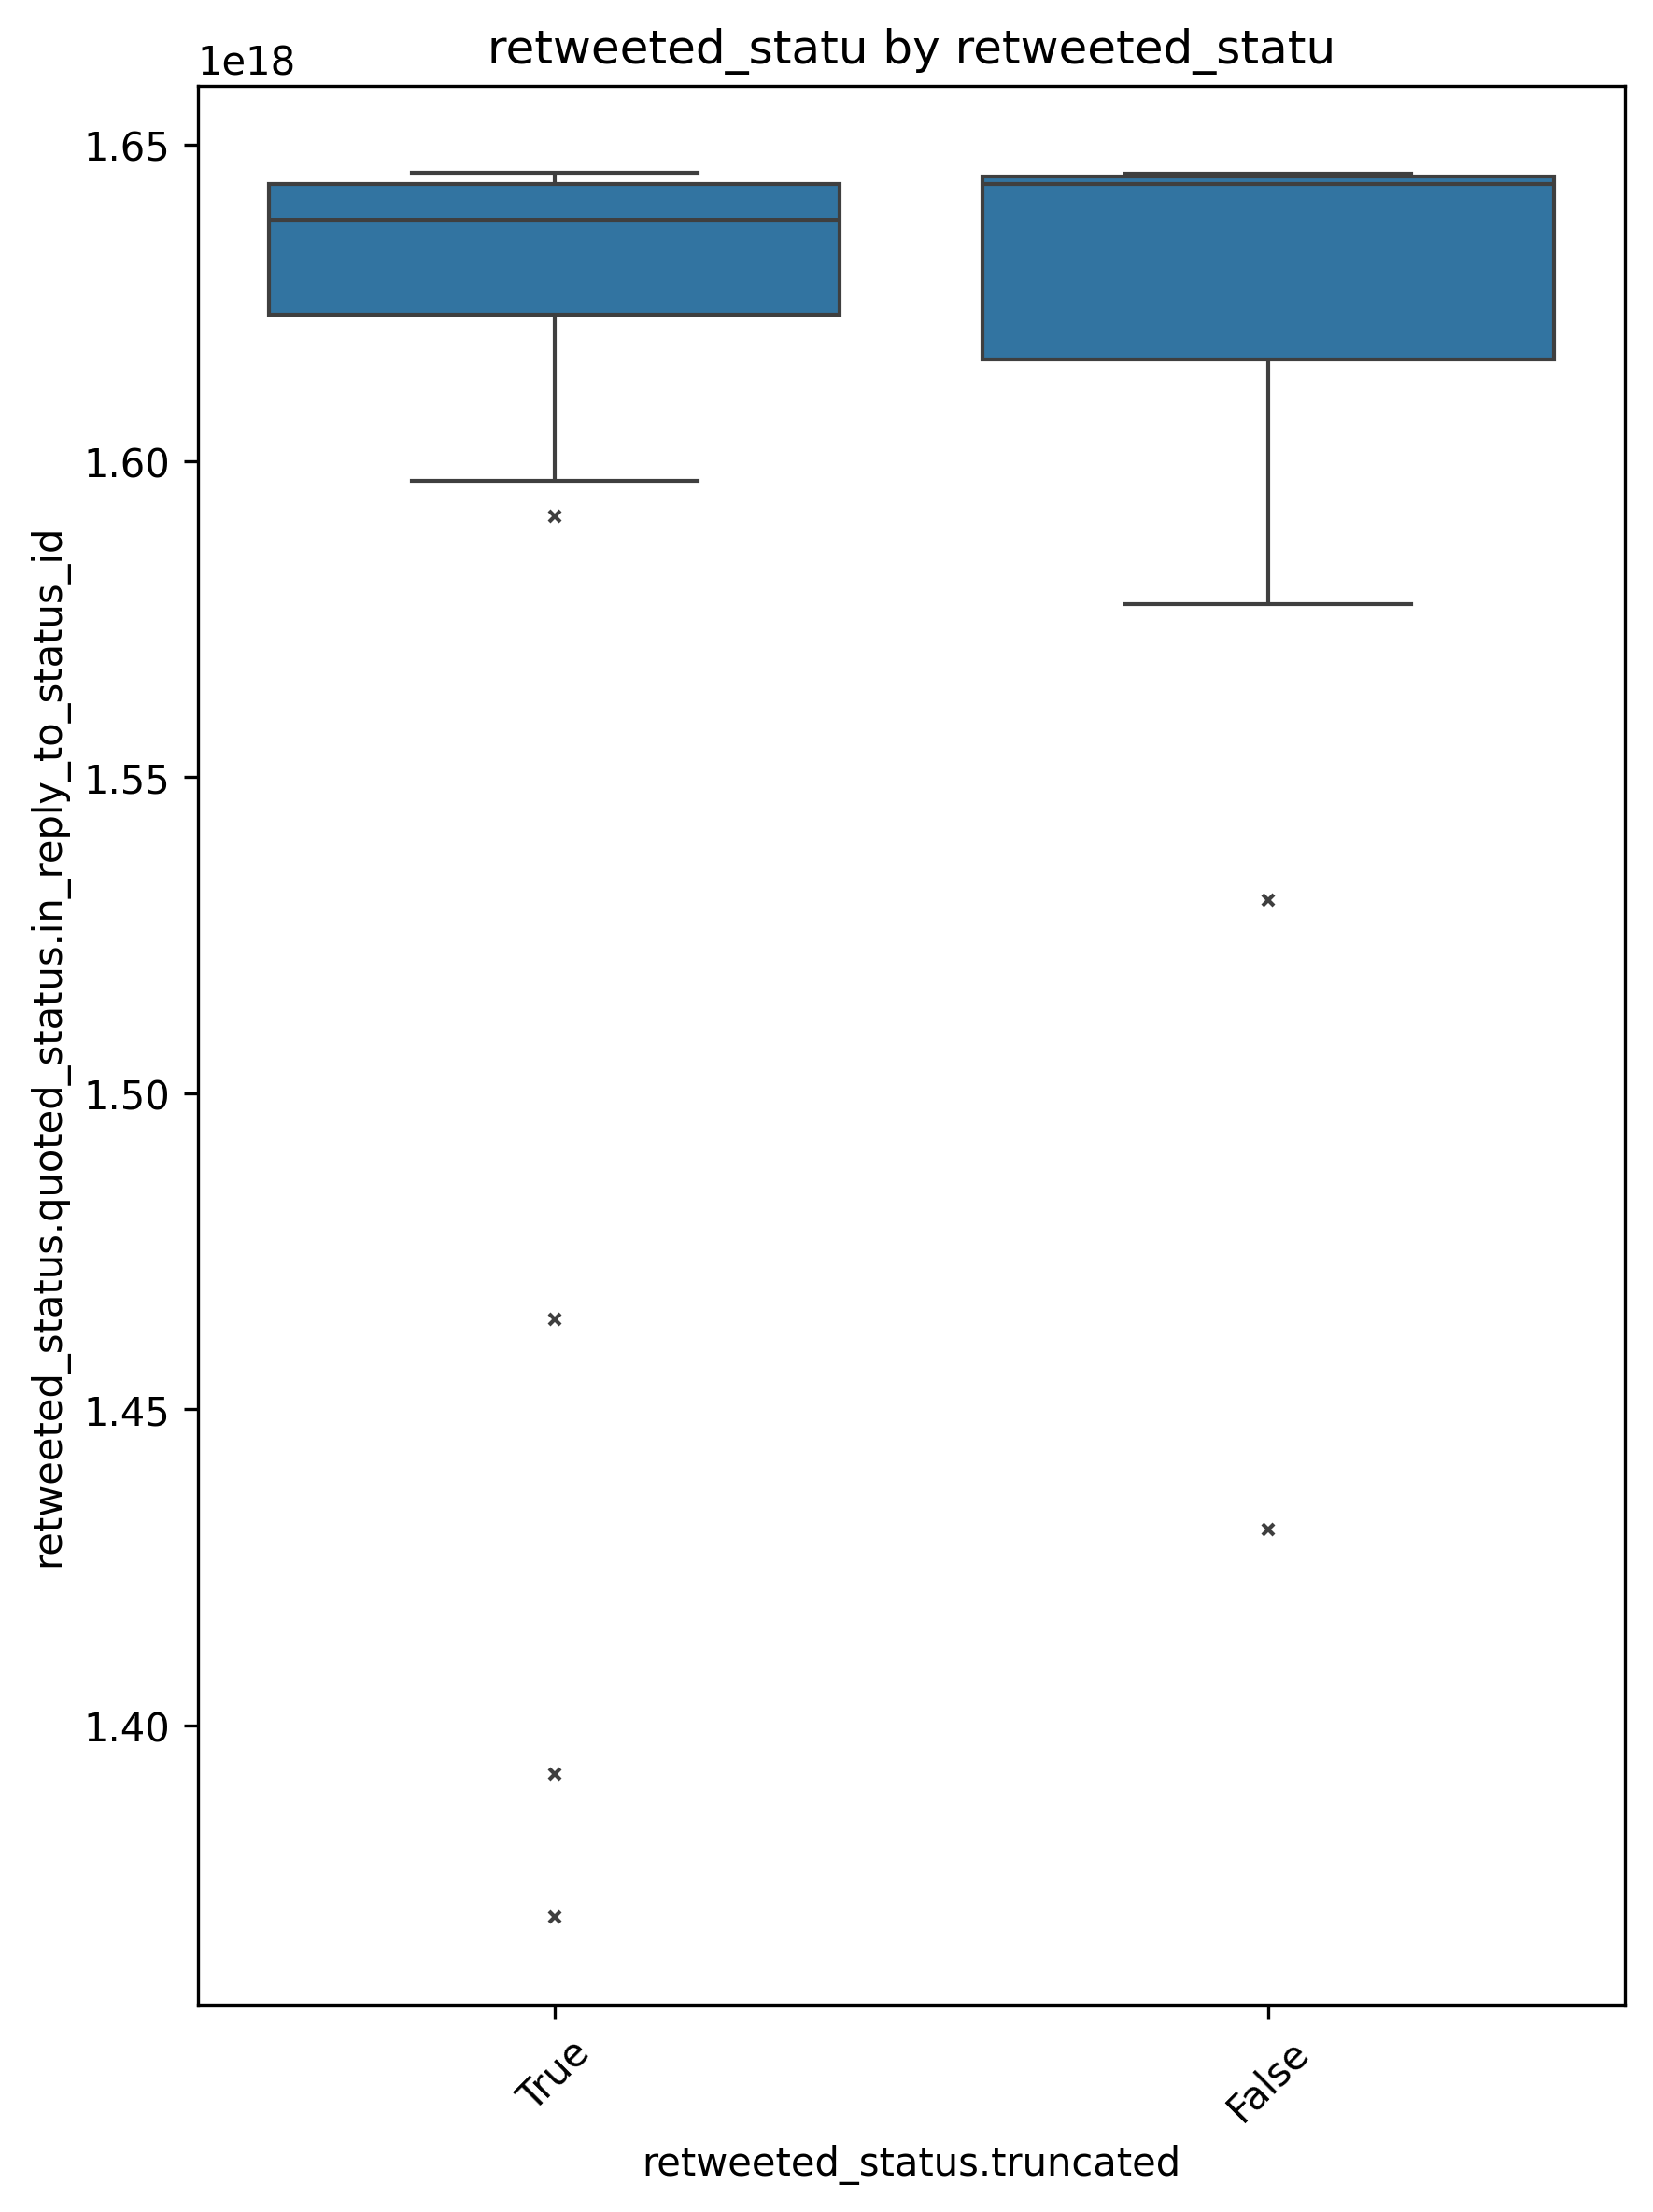 retweeted_statu by retweeted_statu
1e18
1.65
1.60
1.55
1.50
1.45
1.40
retweeted_status.quoted_status.in_reply_to_status_id
True
False
retweeted_status.truncated